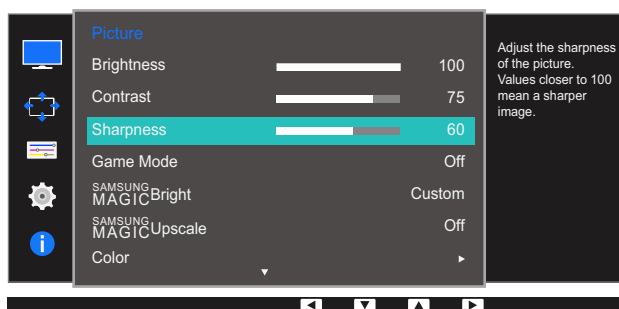 Picture
Brightness 100
Contrast 75
Sharpness 60
Game Mode Off
SAMSUNG MAGIC Bright Custom
SAMSUNG MAGIC Upscale Off
Color
Adjust the sharpness
of the picture.
Values closer to 100
mean a sharper
image.